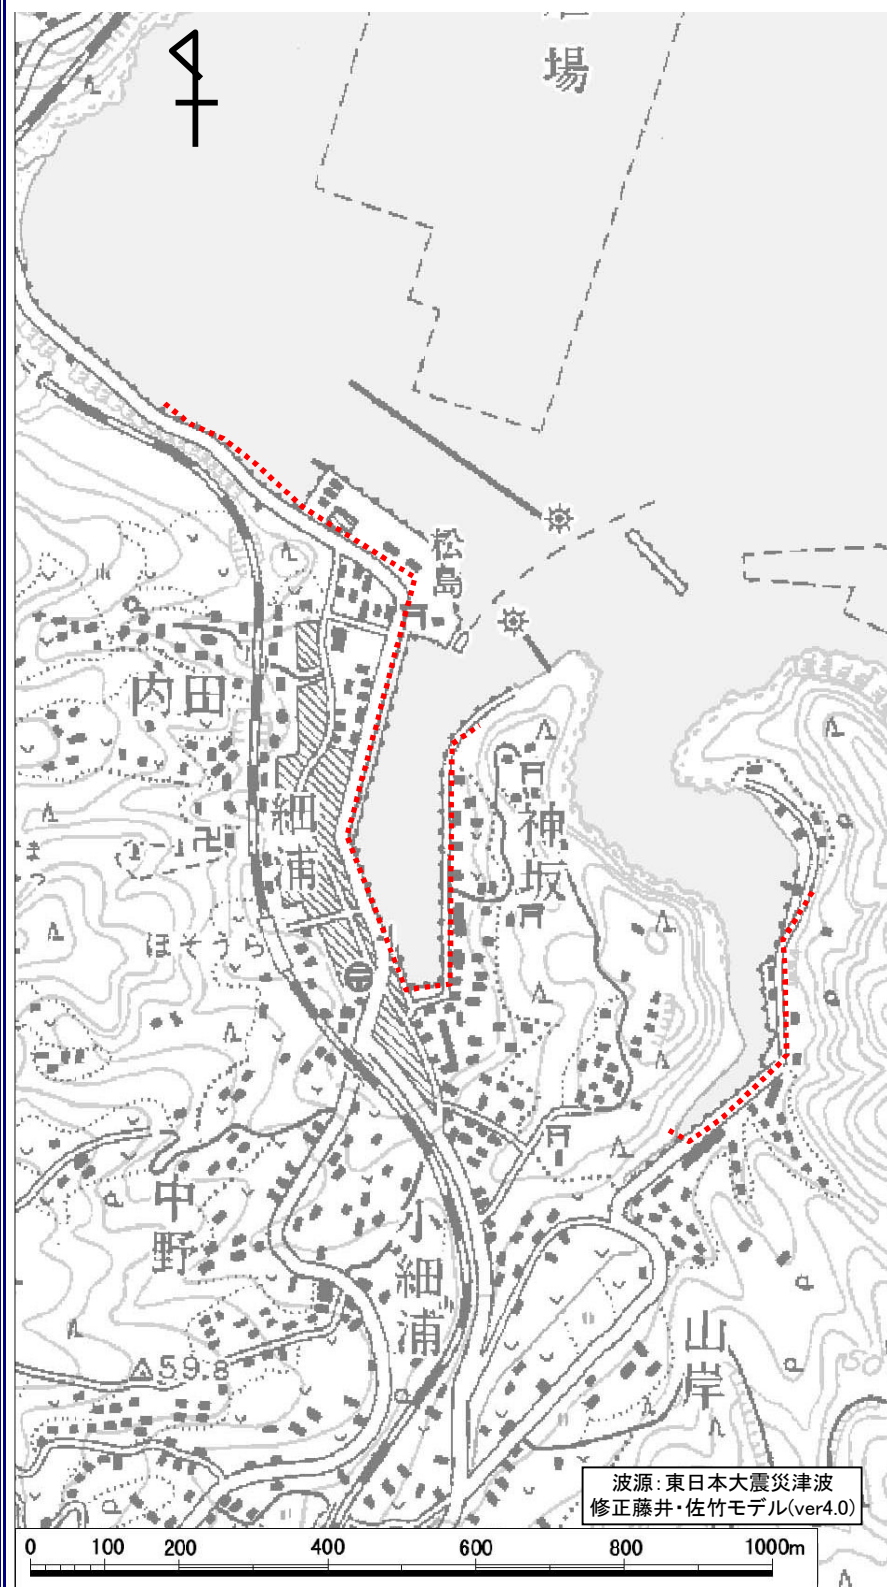 場
松島
内田
細浦
神坂
ほそうら
中野
小細浦
59.8
山岸
50
波源：東日本大震災津波
修正藤井・佐竹モデル(ver4.0)
0 100 200 400 600 800 1000m